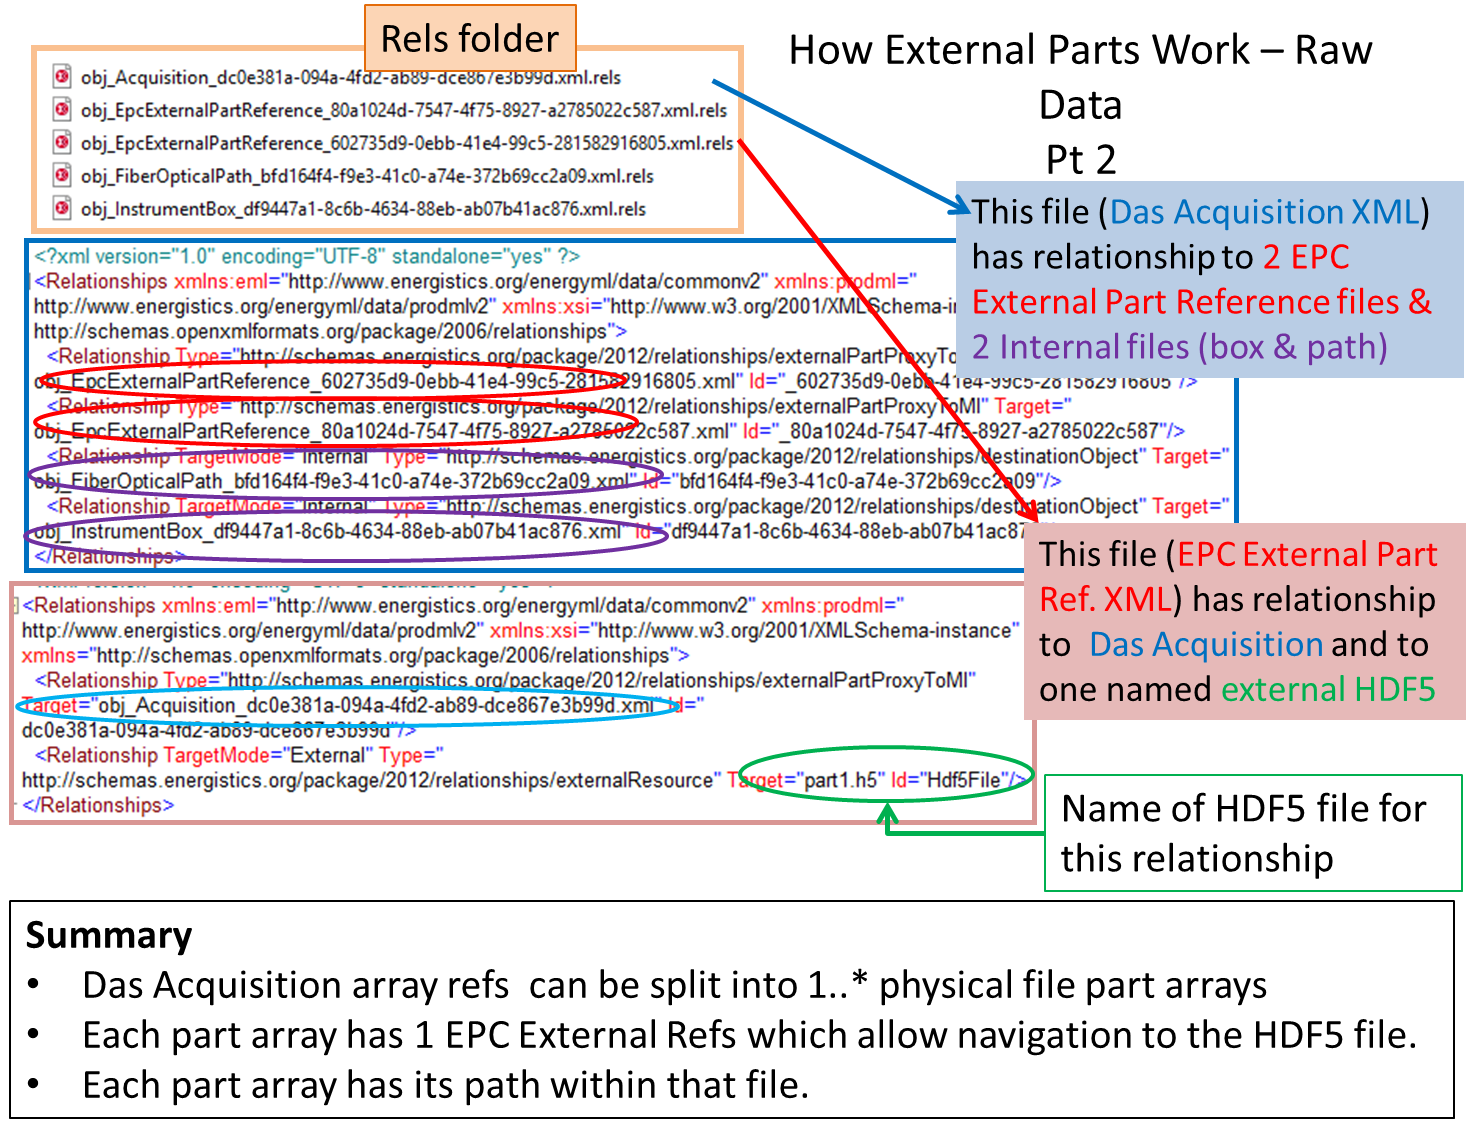 Rels folder
How External Parts Work – Raw
Data
Pt 2
obj_Acquisition_dc0e381a-094a-4fd2-ab89-dce867e3b99d.xml.rels
obj_EpcExternalPartReference_80a1024d-7547-4f75-8927-a2785022c587.xml.rels
obj_EpcExternalPartReference_602735d9-0ebb-41e4-99c5-281582916805.xml.rels
obj_FiberOpticalPath_bfd164f4-f9e3-41c0-a74e-372b69cc2a09.xml.rels
obj_InstrumentBox_df9447a1-8c6b-4634-88eb-ab07b41ac876.xml.rels
This file (Das Acquisition XML)
has relationship to 2 EPC
External Part Reference files &
2 Internal files (box & path)
<?xml version="1.0" encoding="UTF-8" standalone="yes" ?>
<Relationships xmlns:eml="http://www.energistics.org/energyml/data/commonv2" xmlns:prodml="
http://www.energistics.org/energyml/data/prodmlv2" xmlns:xsi="http://www.w3.org/2001/XMLSchema-in
http://schemas.openxmlformats.org/package/2006/relationships">
<Relationship Type="http://schemas.energistics.org/package/2012/relationships/externalPartProxyTo
obj_EpcExternalPartReference_602735d9-0ebb-41e4-99c5-281582916805.xml" Id="_602735d9-0ebb-41e4-99c5-281582916805"/>
<Relationship Type="http://schemas.energistics.org/package/2012/relationships/externalPartProxyToMl" Target="
obj_EpcExternalPartReference_80a1024d-7547-4f75-8927-a2785022c587.xml" Id="_80a1024d-7547-4f75-8927-a2785022c587"/>
<Relationship TargetMode="Internal" Type="http://schemas.energistics.org/package/2012/relationships/destinationObject" Target="
obj_FiberOpticalPath_bfd164f4-f9e3-41c0-a74e-372b69cc2a09.xml" Id="bfd164f4-f9e3-41c0-a74e-372b69cc2a09"/>
<Relationship TargetMode="Internal" Type="http://schemas.energistics.org/package/2012/relationships/destinationObject" Target="
obj_InstrumentBox_df9447a1-8c6b-4634-88eb-ab07b41ac876.xml" Id="df9447a1-8c6b-4634-88eb-ab07b41ac87
</Relationships>
This file (EPC External Part
Ref. XML) has relationship
to Das Acquisition and to
one named external HDF5
<Relationships xmlns:eml="http://www.energistics.org/energyml/data/commonv2" xmlns:prodml="
http://www.energistics.org/energyml/data/prodmlv2" xmlns:xsi="http://www.w3.org/2001/XMLSchema-instance"
xmlns="http://schemas.openxmlformats.org/package/2006/relationships">
<Relationship Type="http://schemas.energistics.org/package/2012/relationships/externalPartProxyToMl"
Target="obj_Acquisition_dc0e381a-094a-4fd2-ab89-dce867e3b99d.xml" Id="
dc0e381a-094a-4fd2-ab89-dce867e3b99d"/>
<Relationship TargetMode="External" Type="
http://schemas.energistics.org/package/2012/relationships/externalResource" Target="part1.h5" Id="Hdf5File"/>
</Relationships>
Name of HDF5 file for
this relationship
Summary
• Das Acquisition array refs can be split into 1..* physical file part arrays
• Each part array has 1 EPC External Refs which allow navigation to the HDF5 file.
• Each part array has its path within that file.